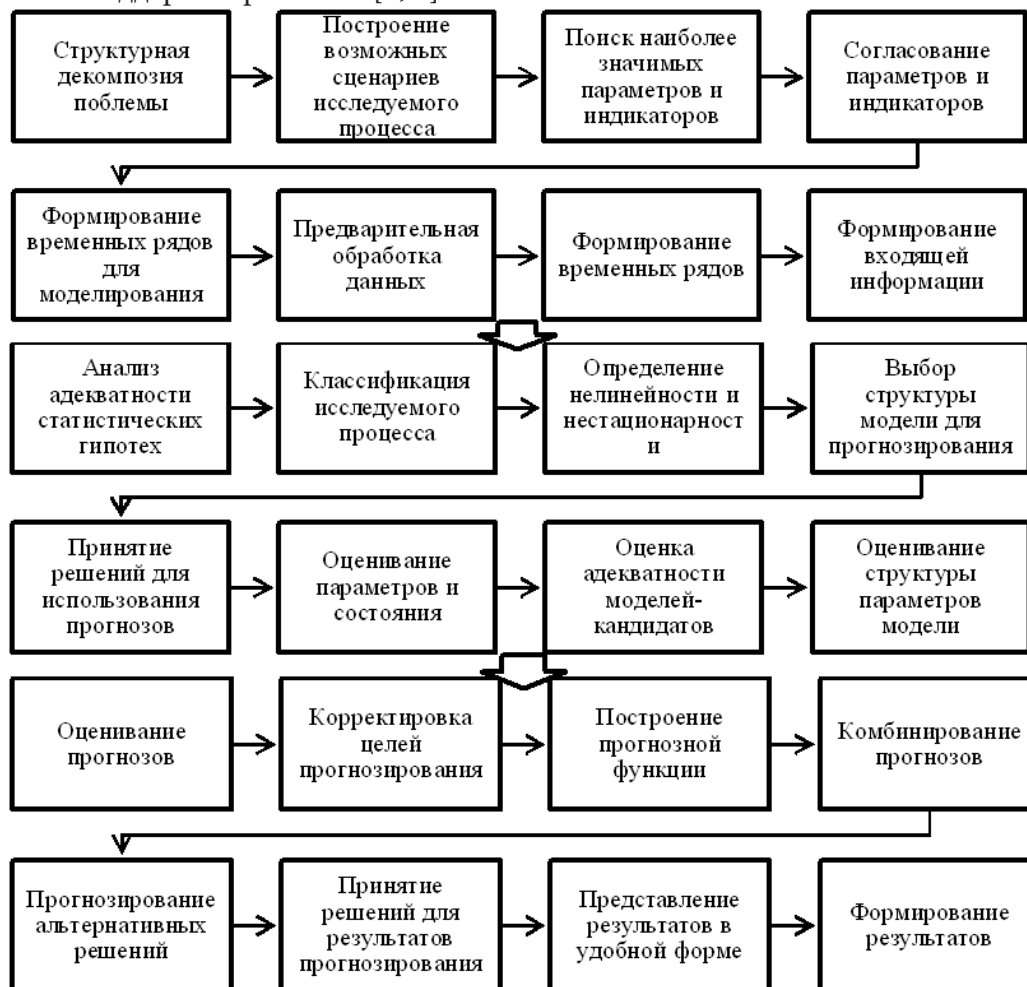 Структурная
декомпозия
поблемы
Построение
возможных
сценариев
исследуемого
процесса
Поиск наиболее
значимых
параметров и
индикаторов
Согласование
параметров и
индикаторов
Формирование
временных рядов
для
моделирования
Предварительная
обработка
данных
Формирование
временных рядов
Формирование
входящей
информации
Анализ
адекватности
статистических
гипотех
Классификация
исследуемого
процесса
Определение
нелинейности и
нестационарност
и
Выбор
структуры
модели для
прогнозирования
Принятие
решений для
использования
прогнозов
Оценивание
параметров и
состояния
Оценка
адекватности
моделей-
кандидатов
Оценивание
структуры
параметров
модели
Оценивание
прогнозов
Корректировка
целей
прогнозирования
Построение
прогнозной
функции
Комбинирование
прогнозов
Прогнозирование
альтернативных
решений
Принятие
решений для
результатов
прогнозирования
Представление
результатов в
удобной форме
Формирование
результатов